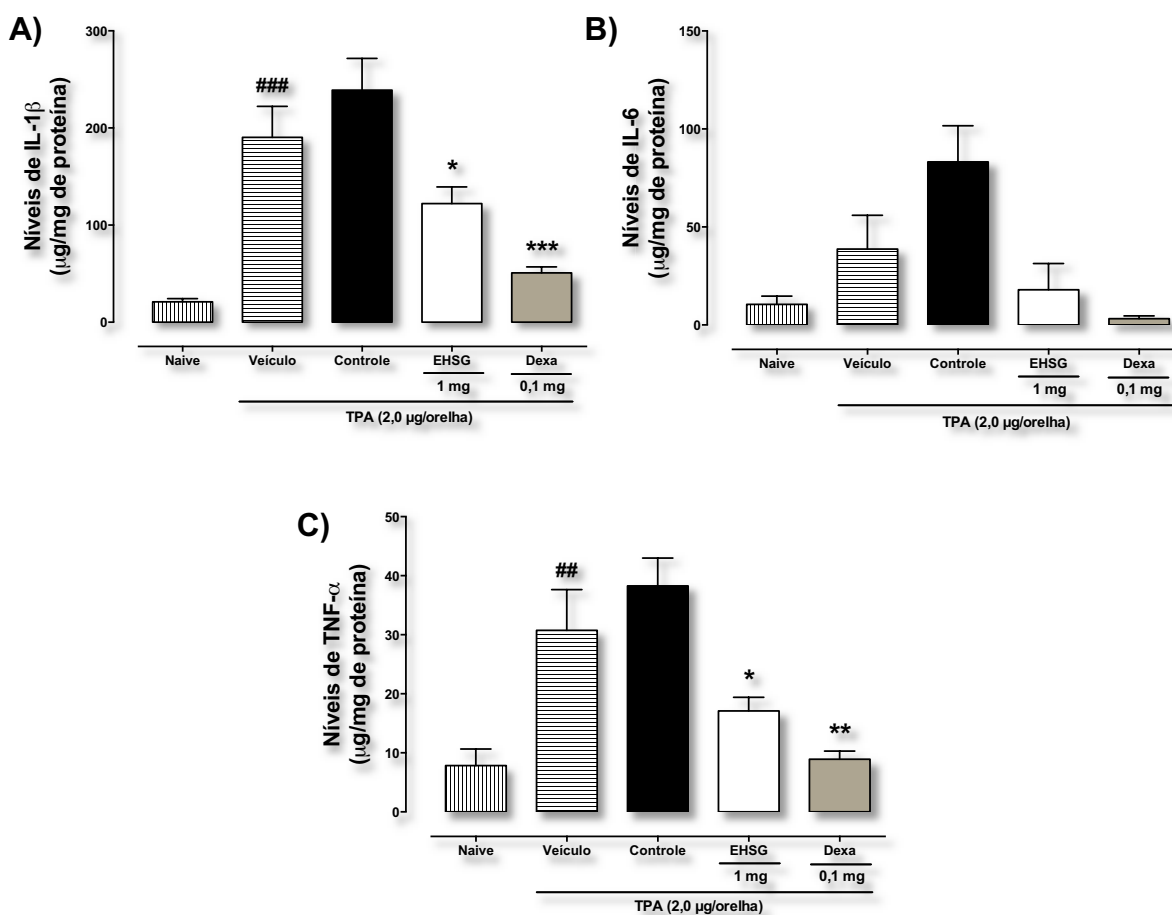 A)
Níveis de IL-1β
(μg/mg de proteína)
300
200
100
0
###
*
***
Naive
Veículo
Controle
EHSG
Dexa
1 mg
0,1 mg
TPA (2,0 μg/orelha)
B)
Níveis de IL-6
(μg/mg de proteína)
150
100
50
0
Naive
Veículo
Controle
EHSG
Dexa
1 mg
0,1 mg
TPA (2,0 μg/orelha)
C)
Níveis de TNF-α
(μg/mg de proteína)
50
40
30
20
10
0
##
*
**
Naive
Veículo
Controle
EHSG
Dexa
1 mg
0,1 mg
TPA (2,0 μg/orelha)